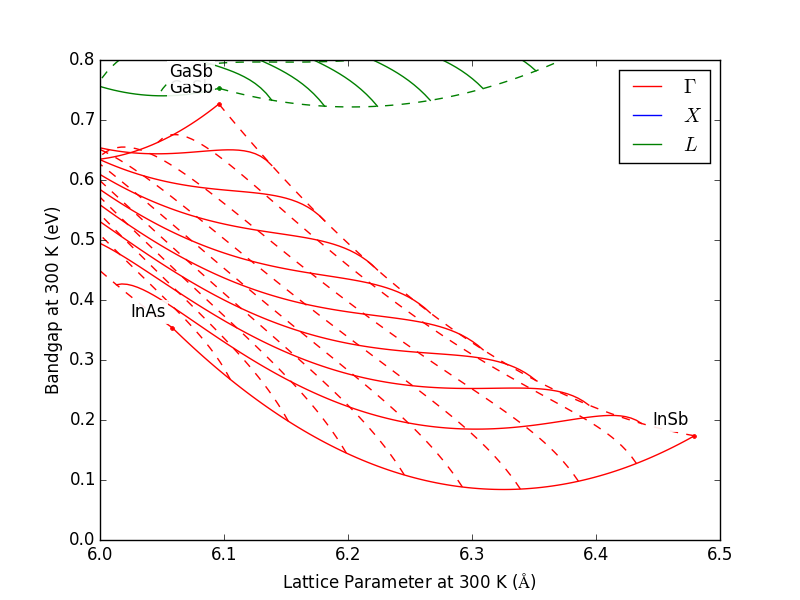 0.8
0.7
0.6
0.5
0.4
0.3
0.2
0.1
0.0
6.0
6.1
6.2
6.3
6.4
6.5
Bandgap at 300 K (eV)
Lattice Parameter at 300 K (Å)
GaSb
GaSb
InAs
InSb
Γ
X
L